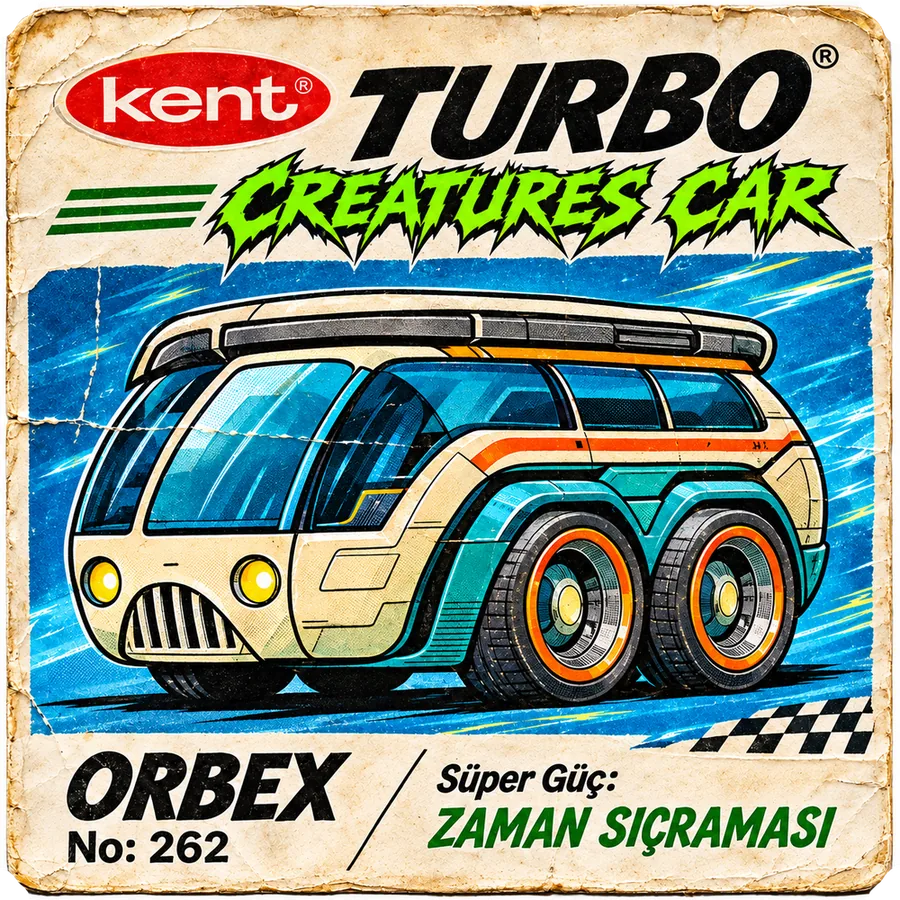 kent®
TURBO®
CREATURES CAR
ORBEX
No: 262
Süper Güç:
ZAMAN SIÇRAMASI